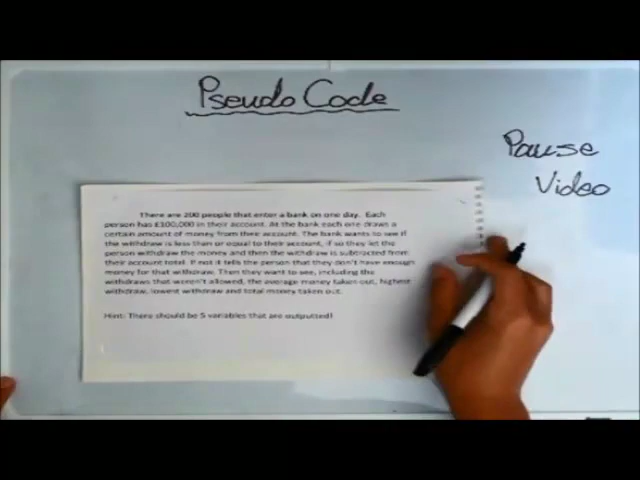 Pseudo Code
Pause
Video
There are 200 people that enter a bank on one day. Each
person has £100,000 in their account. At the bank each one draws a
certain amount of money from their account. The bank wants to see if
the withdraw is less than or equal to their account, if so they let the
person withdraw the money and then the withdraw is subtracted from
their account total. If not it tells the person that they don't have enough
money for that withdraw. Then they want to see, including the
withdraws that weren't allowed, the average money taken out, highest
withdraw, lowest withdraw and total money taken out.
Hint: There should be 5 variables that are outputted!